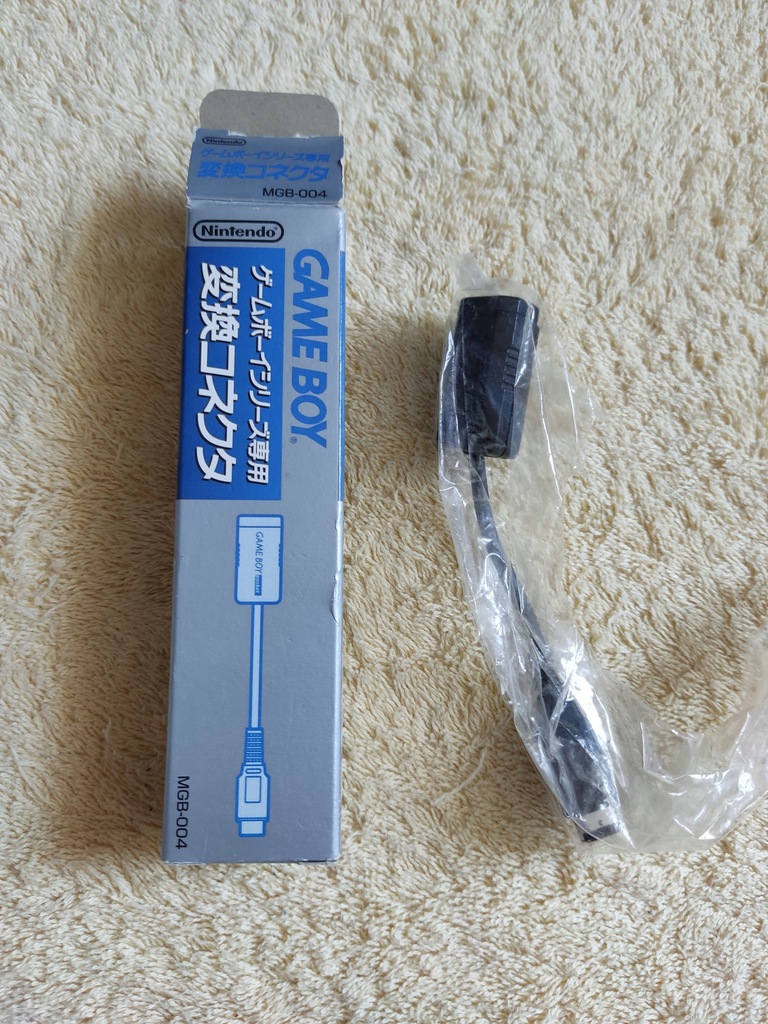 Nintendo
ゲームボーイシリーズ専用
変換コネクタ
MGB-004
Nintendo
GAME BOY®
ゲームボーイシリーズ専用
変換コネクタ
GAME BOY pocket
MGB-004